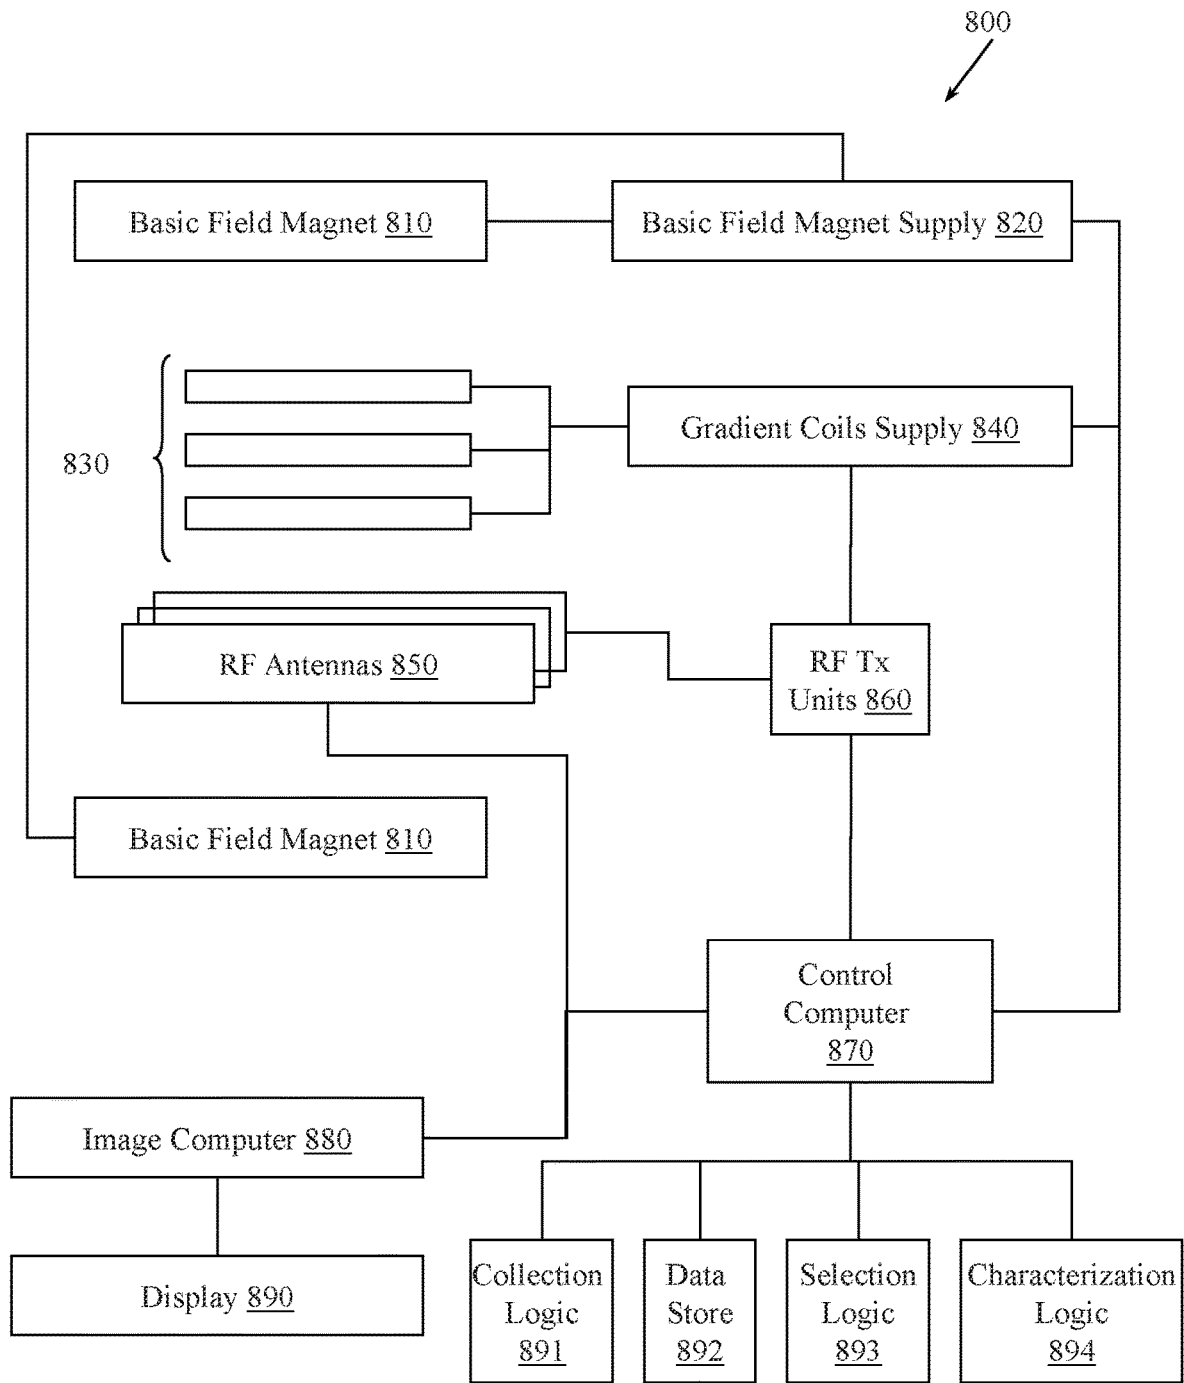 800
Basic Field Magnet 810
Basic Field Magnet Supply 820
830
Gradient Coils Supply 840
RF Antennas 850
RF Tx
Units 860
Basic Field Magnet 810
Control
Computer
870
Image Computer 880
Display 890
Collection
Logic
891
Data
Store
892
Selection
Logic
893
Characterization
Logic
894